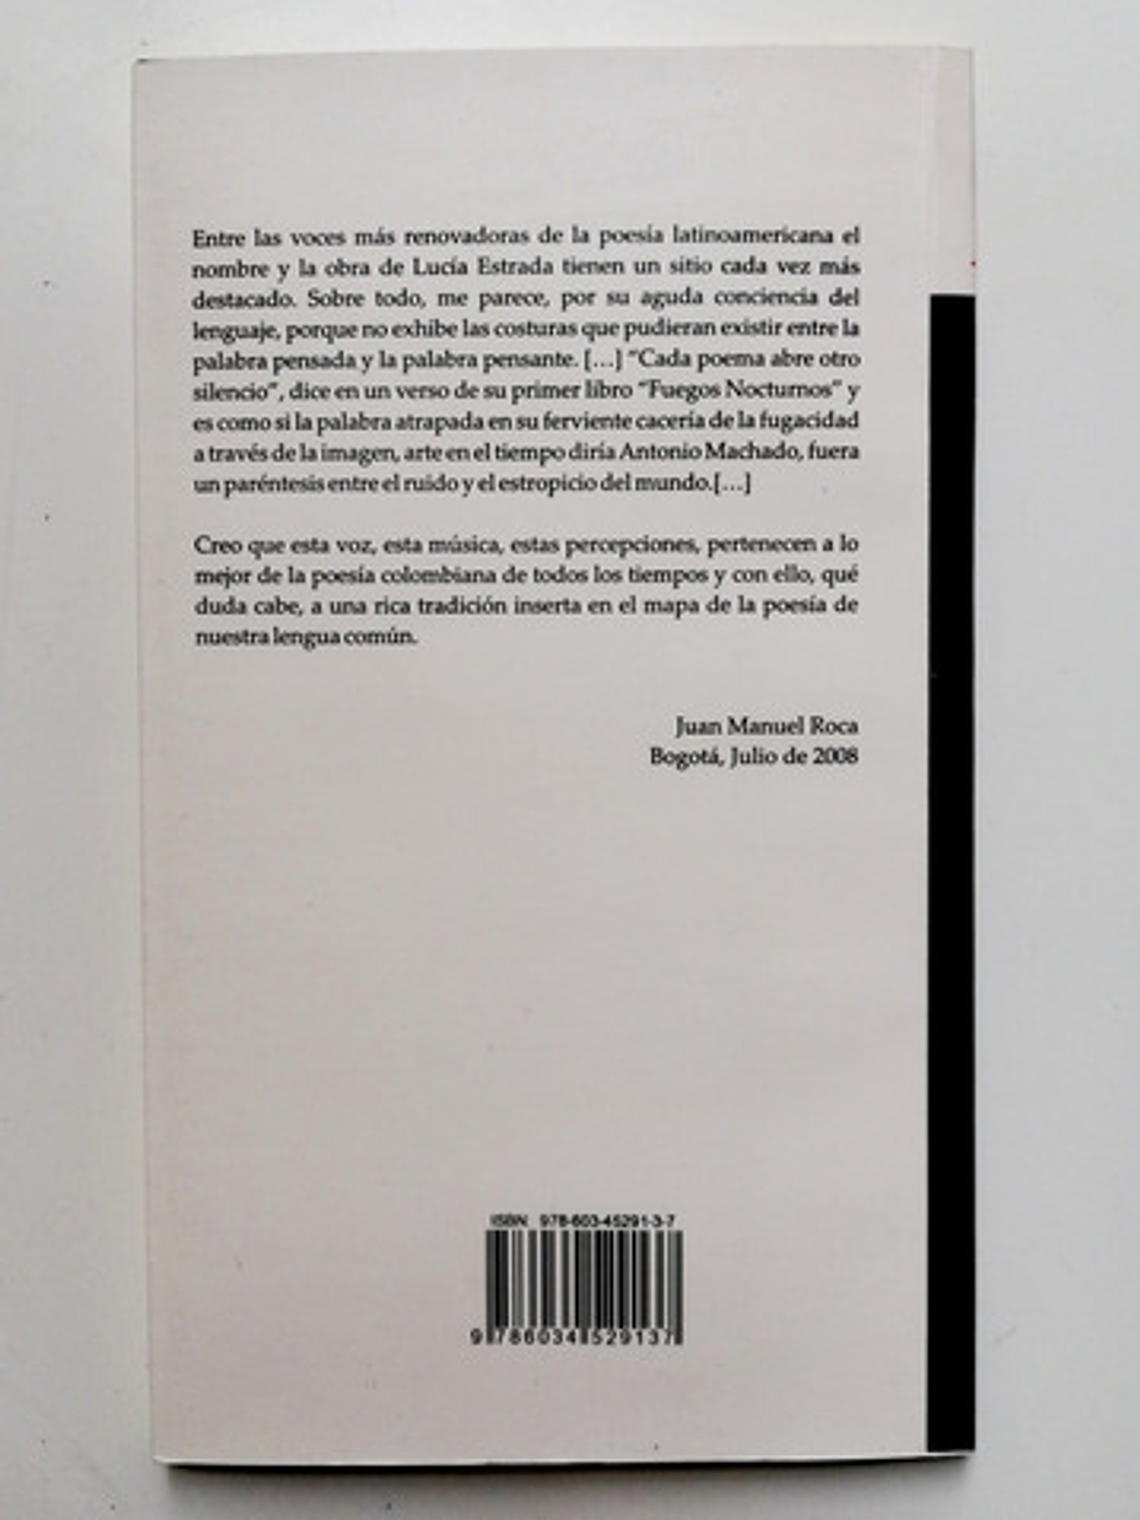 Entre las voces más renovadoras de la poesía latinoamericana el
nombre y la obra de Lucía Estrada tienen un sitio cada vez más
destacado. Sobre todo, me parece, por su aguda conciencia del
lenguaje, porque no exhibe las costuras que pudieran existir entre la
palabra pensada y la palabra pensante. [...] "Cada poema abre otro
silencio", dice en un verso de su primer libro "Fuegos Nocturnos" y
es como si la palabra atrapada en su ferviente cacería de la fugacidad
a través de la imagen, arte en el tiempo diría Antonio Machado, fuera
un paréntesis entre el ruido y el estropicio del mundo.[...]
Creo que esta voz, esta música, estas percepciones, pertenecen a lo
mejor de la poesía colombiana de todos los tiempos y con ello, qué
duda cabe, a una rica tradición inserta en el mapa de la poesía de
nuestra lengua común.
Juan Manuel Roca
Bogotá, Julio de 2008
ISBN: 978-603-45291-3-7
9 786034 529137